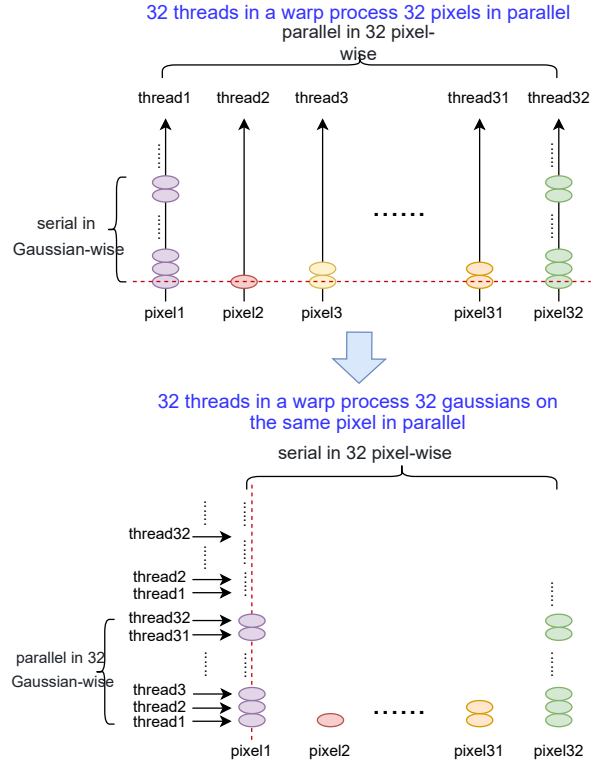 32 threads in a warp process 32 pixels in parallel
parallel in 32 pixel-
wise
thread1 thread2 thread3 thread31 thread32
serial in
Gaussian-wise
......
pixel1 pixel2 pixel3 pixel31 pixel32
32 threads in a warp process 32 gaussians on
the same pixel in parallel
serial in 32 pixel-wise
thread32
thread2
thread1
thread32
thread31
parallel in 32
Gaussian-wise
thread3
thread2
thread1
......
pixel1 pixel2 pixel31 pixel32